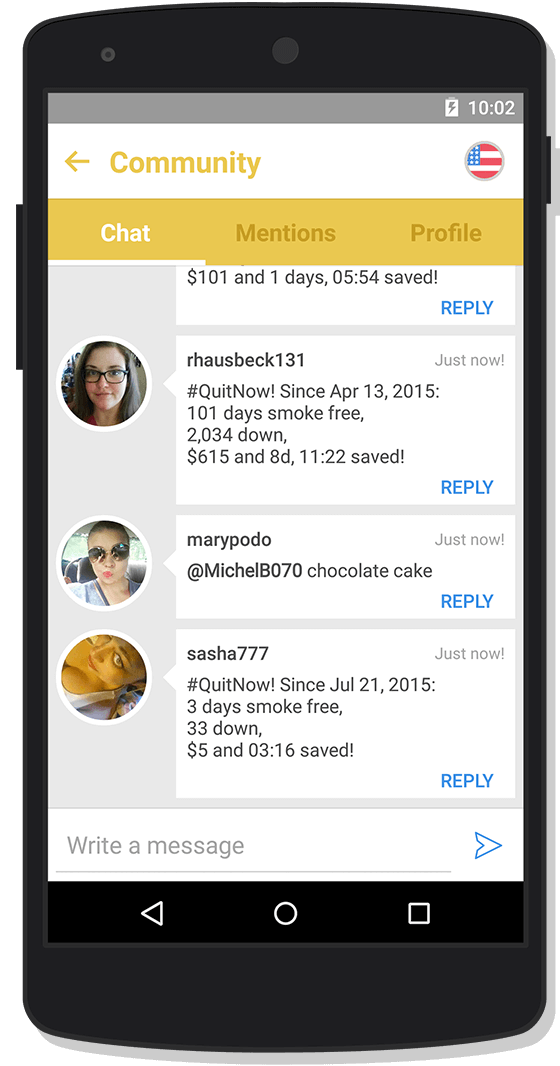 10:02
Community
Chat Mentions Profile
$101 and 1 days, 05:54 saved!
REPLY
rhausbeck131 Just now!
#QuitNow! Since Apr 13, 2015:
101 days smoke free,
2,034 down,
$615 and 8d, 11:22 saved!
REPLY
marypodo Just now!
@MichelB070 chocolate cake
REPLY
sasha777 Just now!
#QuitNow! Since Jul 21, 2015:
3 days smoke free,
33 down,
$5 and 03:16 saved!
REPLY
Write a message